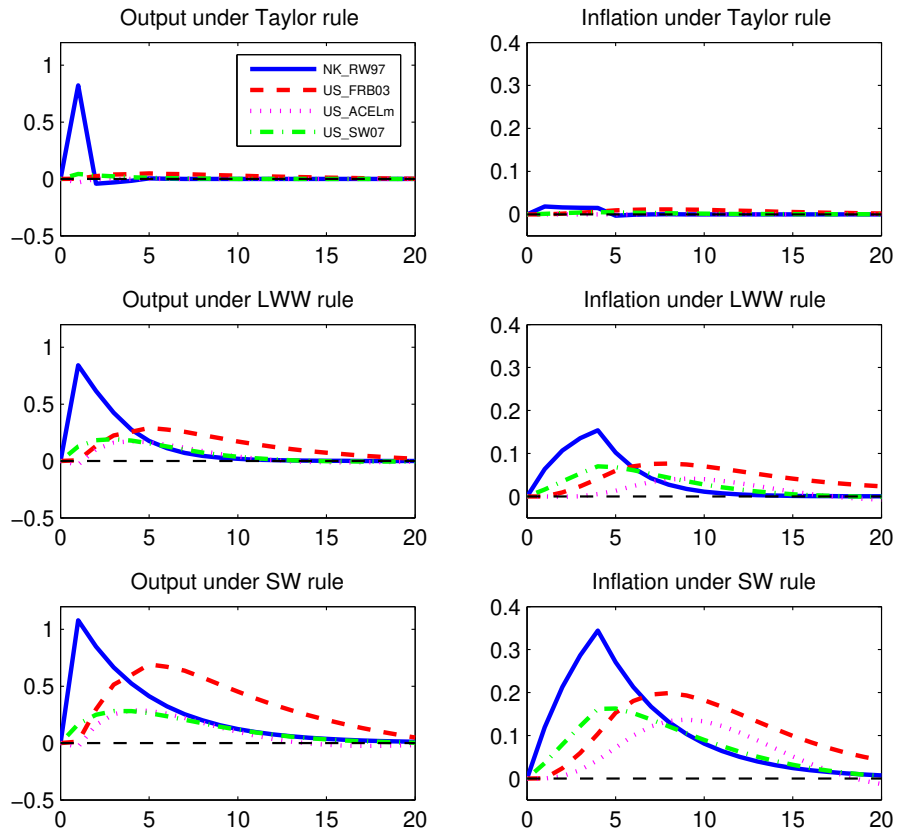 Output under Taylor rule
1
0.5
0
−0.5
0 5 10 15 20
NK_RW97
US_FRB03
US_ACELm
US_SW07
Inflation under Taylor rule
0.4
0.3
0.2
0.1
0
0 5 10 15 20
Output under LWW rule
1
0.5
0
−0.5
0 5 10 15 20
Inflation under LWW rule
0.4
0.3
0.2
0.1
0
0 5 10 15 20
Output under SW rule
1
0.5
0
−0.5
0 5 10 15 20
Inflation under SW rule
0.4
0.3
0.2
0.1
0
0 5 10 15 20